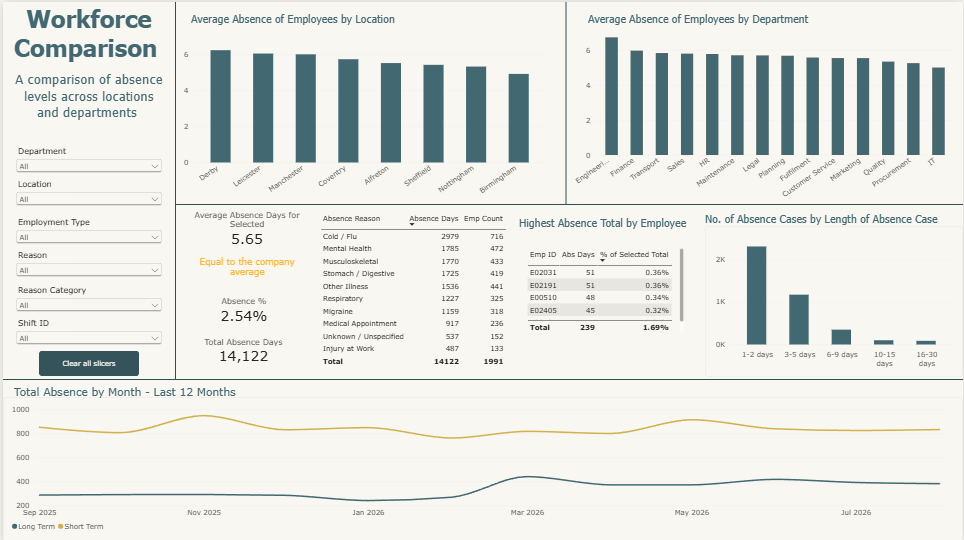 Workforce
Comparison
A comparison of absence
levels across locations
and departments
Department
All
Location
All
Employment Type
All
Reason
All
Reason Category
All
Shift ID
All
Clear all slicers
Average Absence of Employees by Location
6
4
2
0
Derby
Leicester
Manchester
Coventry
Alfreton
Sheffield
Nottingham
Birmingham
Average Absence of Employees by Department
6
4
2
0
Engineeri...
Finance
Transport
Sales
HR
Maintenance
Legal
Planning
Fulfilment
Customer Service
Marketing
Quality
Procurement
IT
Average Absence Days for
Selected
5.65
Equal to the company
average
Absence %
2.54%
Total Absence Days
14,122
Absence Reason Absence Days Emp Count
Cold / Flu 2979 716
Mental Health 1785 472
Musculoskeletal 1770 433
Stomach / Digestive 1725 419
Other Illness 1536 441
Respiratory 1227 325
Migraine 1159 318
Medical Appointment 917 236
Unknown / Unspecified 537 152
Injury at Work 487 133
Total 14122 1991
Highest Absence Total by Employee
Emp ID Abs Days % of Selected Total
E02031 51 0.36%
E02191 51 0.36%
E00510 48 0.34%
E02405 45 0.32%
Total 239 1.69%
No. of Absence Cases by Length of Absence Case
2K
1K
0K
1-2 days
3-5 days
6-9 days
10-15
days
16-30
days
Total Absence by Month - Last 12 Months
1000
800
600
400
200
Sep 2025
Nov 2025
Jan 2026
Mar 2026
May 2026
Jul 2026
Long Term
Short Term